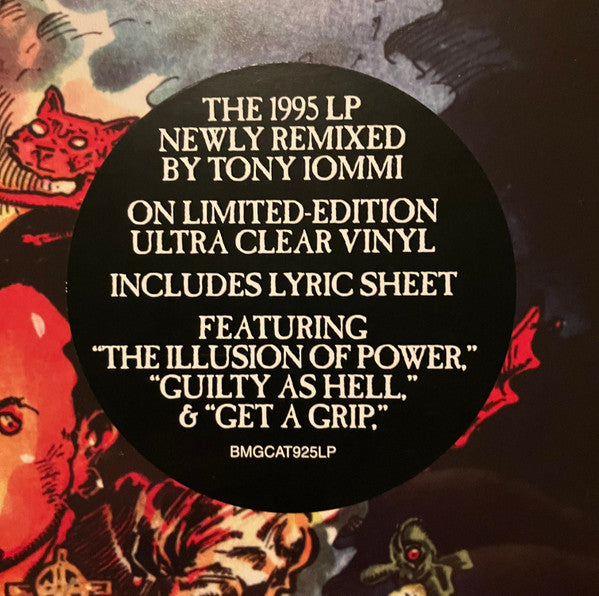 THE 1995 LP
NEWLY REMIXED
BY TONY IOMMI
ON LIMITED-EDITION
ULTRA CLEAR VINYL
INCLUDES LYRIC SHEET
FEATURING
“THE ILLUSION OF POWER,”
“GUILTY AS HELL,”
& “GET A GRIP,”
BMGCAT925LP